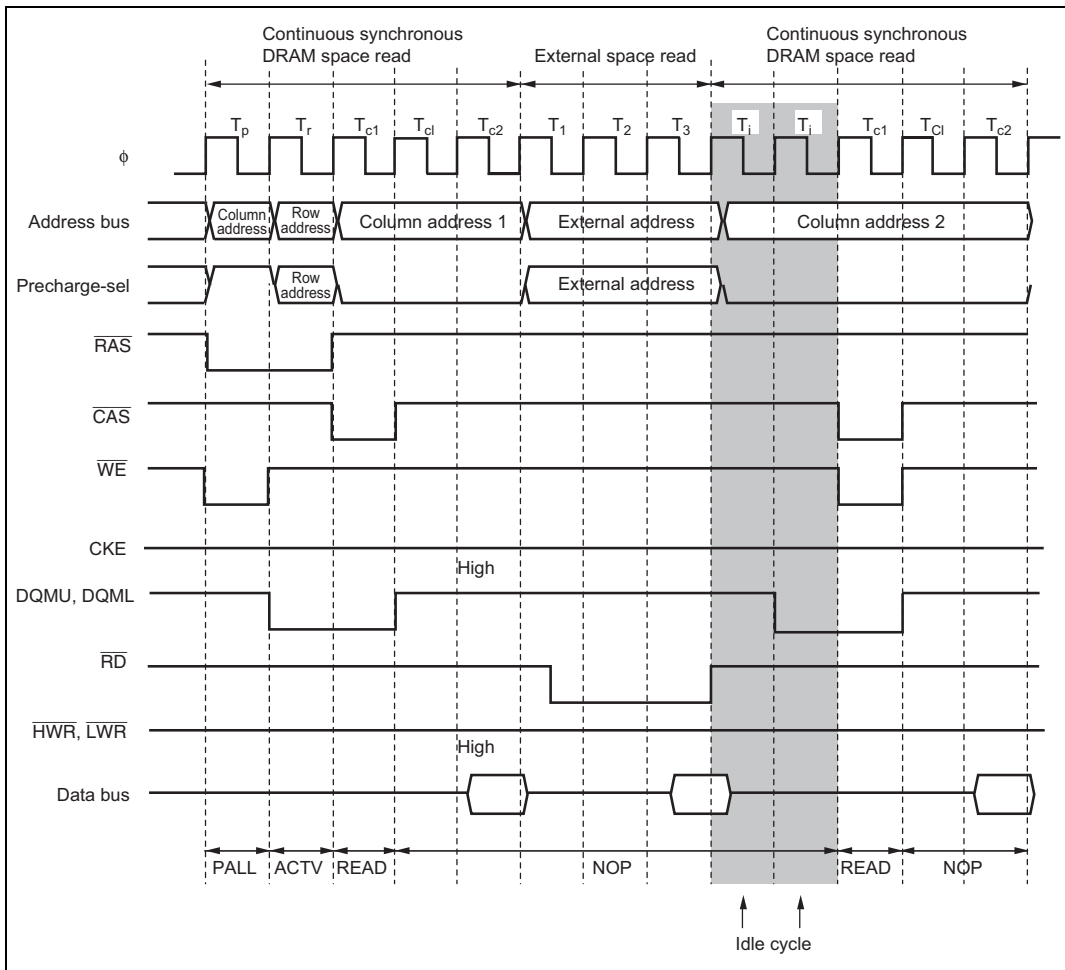 Continuous synchronous
DRAM space read
External space read
Continuous synchronous
DRAM space read
Tp Tr Tc1 Tcl Tc2 T1 T2 T3 Ti Ti Tc1 TCl Tc2
ϕ
Address bus
Column address
Row address
Column address 1
External address
Column address 2
Precharge-sel
Row address
External address
RAS
CAS
WE
CKE
High
DQMU, DQML
RD
HWR, LWR
High
Data bus
PALL ACTV READ NOP READ NOP
Idle cycle